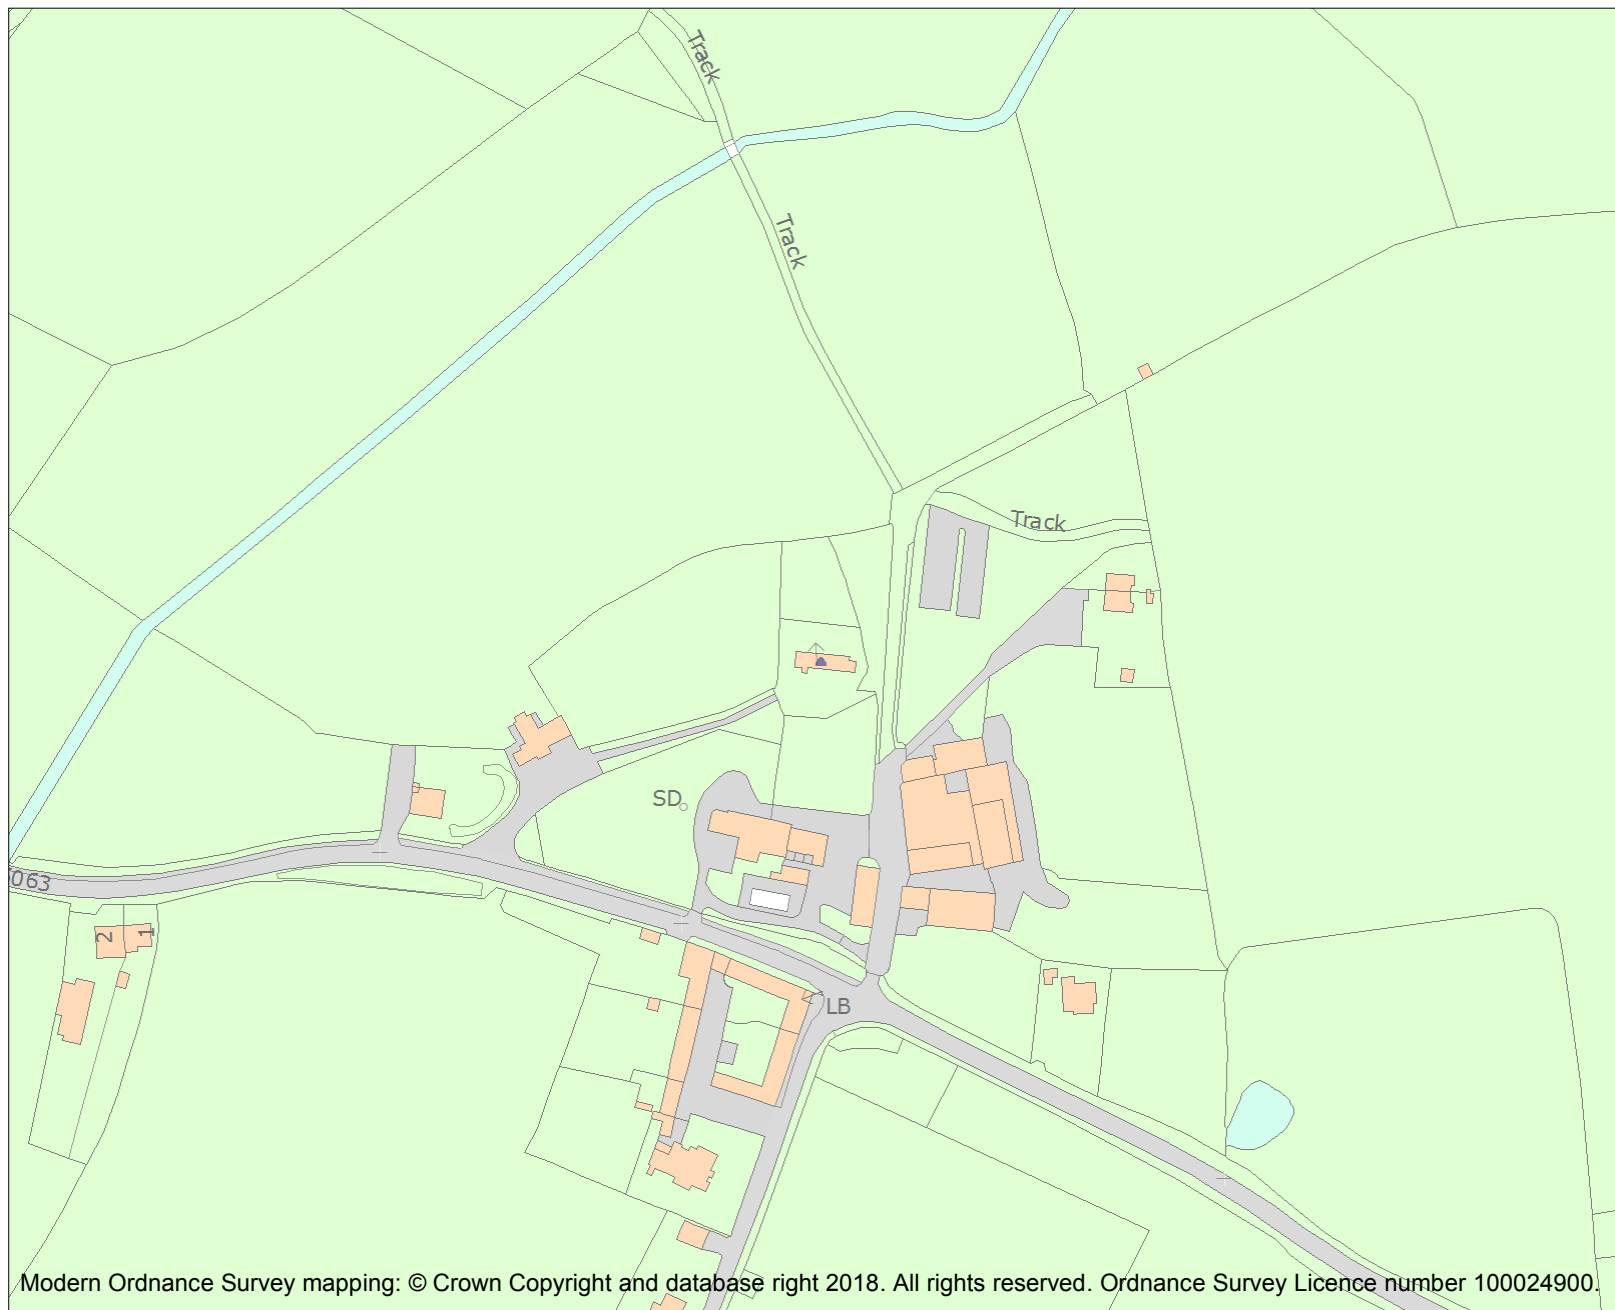 Track
Track
Track
SD
5063
2
1
LB
Modern Ordnance Survey mapping: © Crown Copyright and database right 2018. All rights reserved. Ordnance Survey Licence number 100024900.